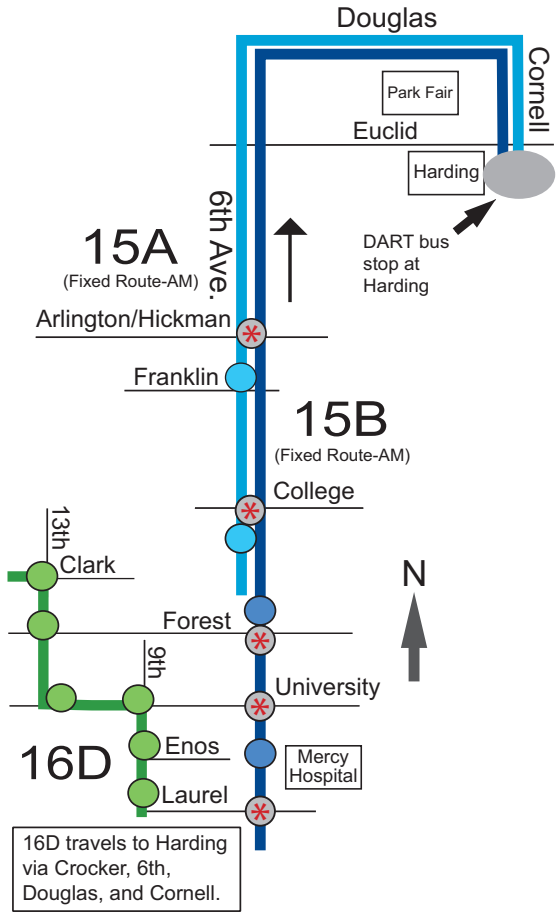 Douglas
Cornell
Park Fair
Euclid
Harding
DART bus
stop at
Harding
6th Ave.
15A
(Fixed Route-AM)
Arlington/Hickman
*
Franklin
15B
(Fixed Route-AM)
College
*
13th
Clark
N
Forest
*
9th
University
*
16D
Enos
Mercy
Hospital
Laurel
*
16D travels to Harding
via Crocker, 6th,
Douglas, and Cornell.